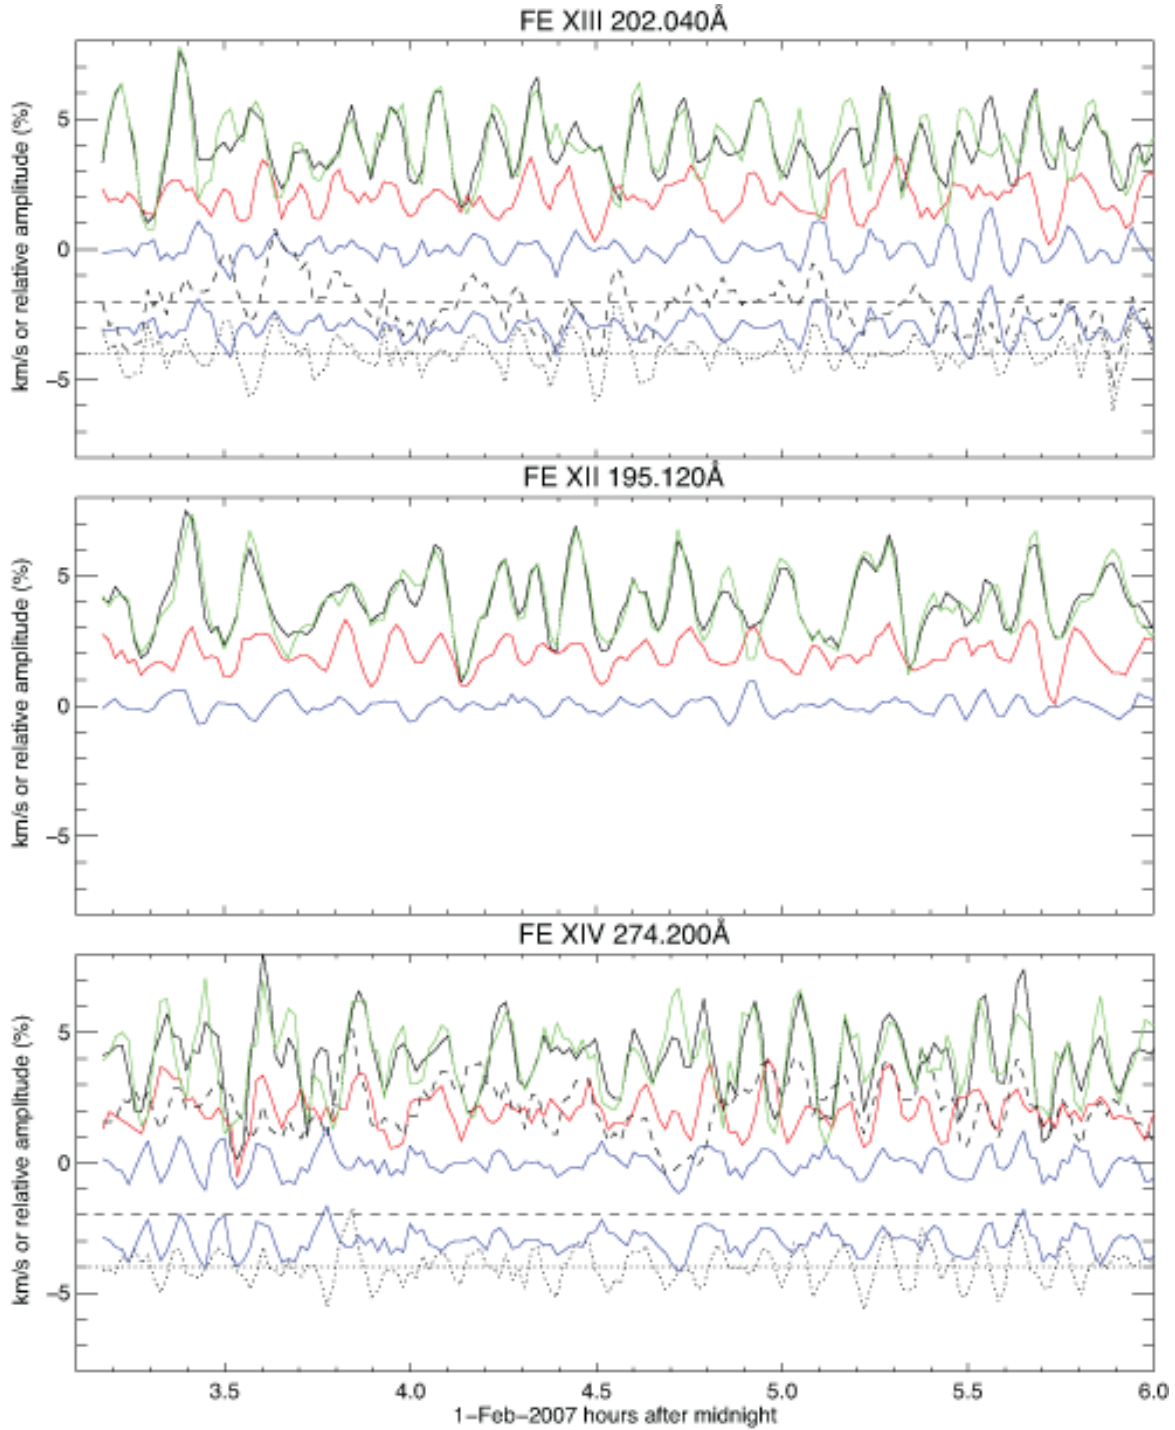 FE XIII 202.040Å
km/s or relative amplitude (%)
5
0
−5
FE XII 195.120Å
km/s or relative amplitude (%)
5
0
−5
FE XIV 274.200Å
km/s or relative amplitude (%)
5
0
−5
3.5 4.0 4.5 5.0 5.5 6.0
1−Feb−2007 hours after midnight